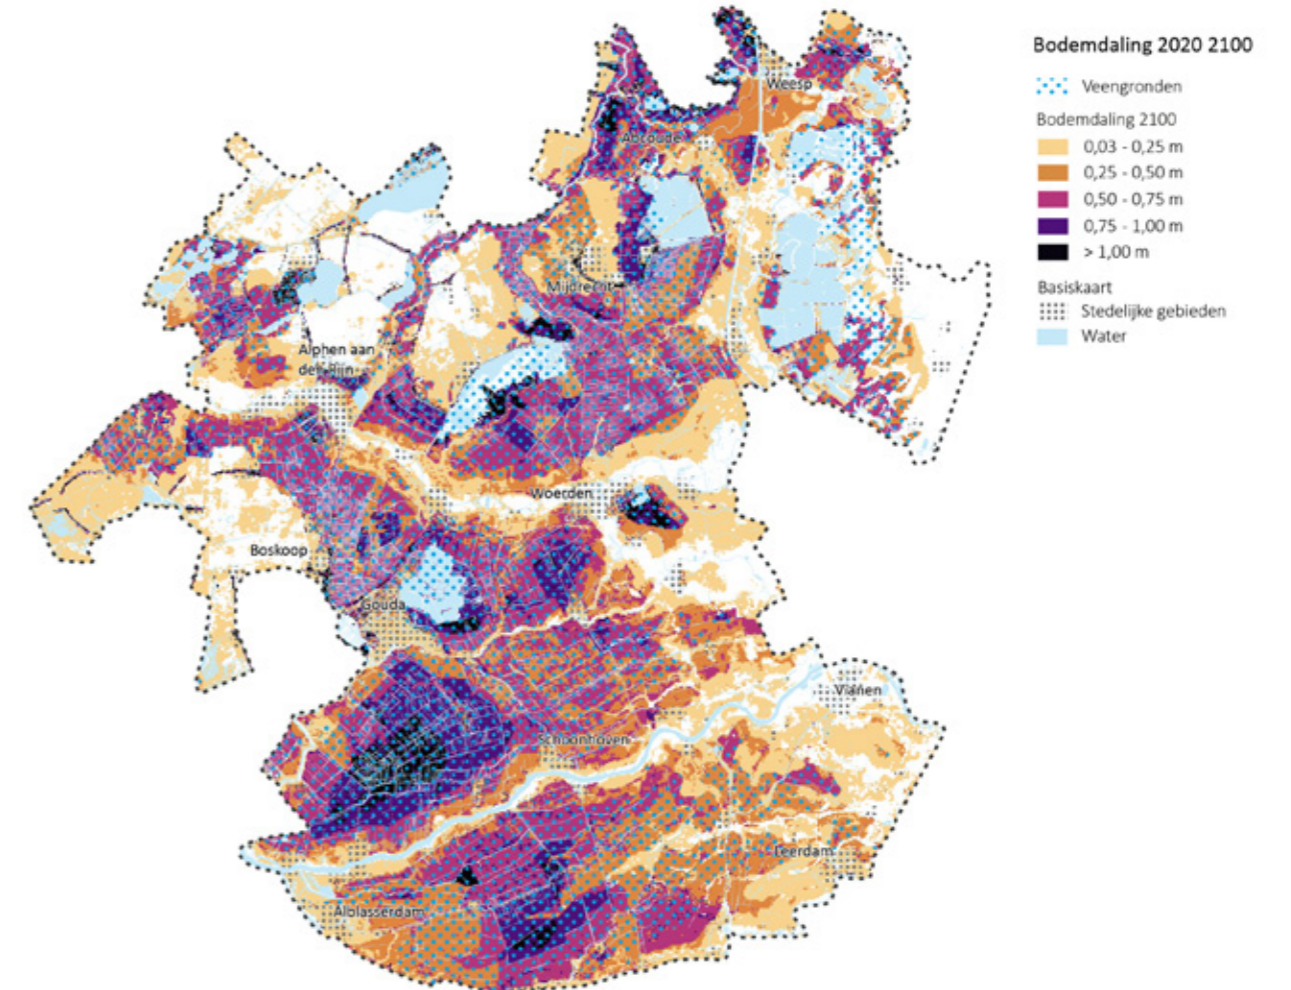 Bodemdaling 2020 2100
Veengronden
Bodemdaling 2100
0,03 - 0,25 m
0,25 - 0,50 m
0,50 - 0,75 m
0,75 - 1,00 m
> 1,00 m
Basiskaart
Stedelijke gebieden
Water
Weesp
Abcoude
Mijdrecht
Alphen aan
den Rijn
Woerden
Boskoop
Gouda
Vianen
Schoonhoven
Leerdam
Alblasserdam